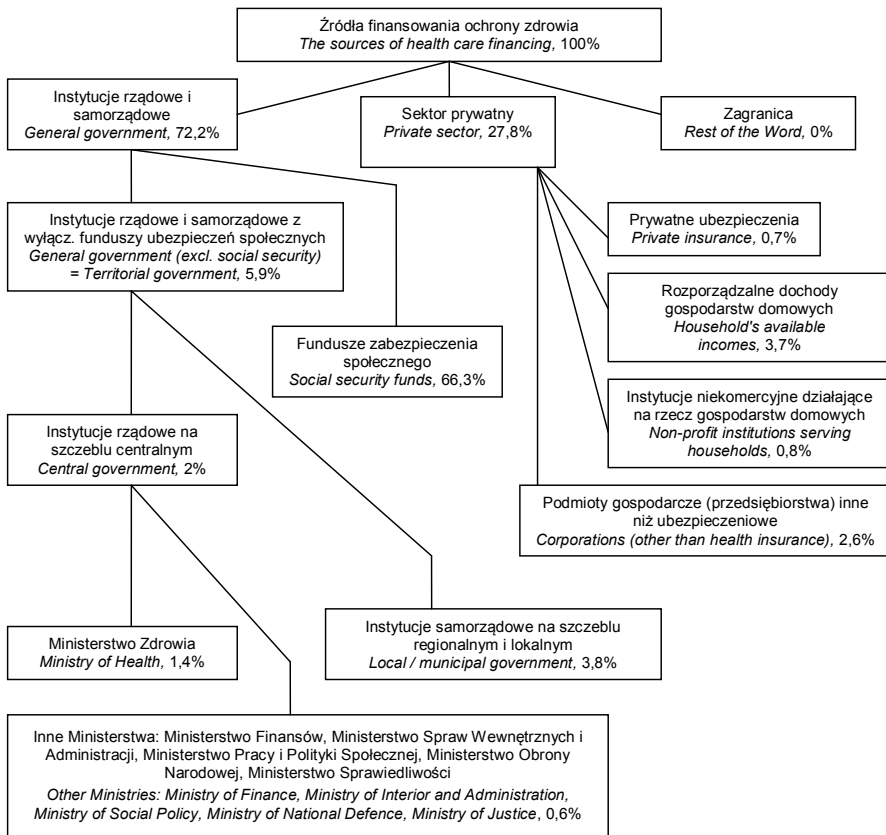 Źródła finansowania ochrony zdrowia
The sources of health care financing, 100%
Instytucje rządowe i
samorządowe
General government, 72,2%
Sektor prywatny
Private sector, 27,8%
Zagranica
Rest of the Word, 0%
Instytucje rządowe i samorządowe z
wyłącz. funduszy ubezpieczeń społecznych
General government (excl. social security)
= Territorial government, 5,9%
Prywatne ubezpieczenia
Private insurance, 0,7%
Rozporządzalne dochody
gospodarstw domowych
Household's available
incomes, 3,7%
Fundusze zabezpieczenia
społecznego
Social security funds, 66,3%
Instytucje niekomercyjne działające
na rzecz gospodarstw domowych
Non-profit institutions serving
households, 0,8%
Instytucje rządowe na
szczeblu centralnym
Central government, 2%
Podmioty gospodarcze (przedsiębiorstwa) inne
niż ubezpieczeniowe
Corporations (other than health insurance), 2,6%
Ministerstwo Zdrowia
Ministry of Health, 1,4%
Instytucje samorządowe na szczeblu
regionalnym i lokalnym
Local / municipal government, 3,8%
Inne Ministerstwa: Ministerstwo Finansów, Ministerstwo Spraw Wewnętrznych i
Administracji, Ministerstwo Pracy i Polityki Społecznej, Ministerstwo Obrony
Narodowej, Ministerstwo Sprawiedliwości
Other Ministries: Ministry of Finance, Ministry of Interior and Administration,
Ministry of Social Policy, Ministry of National Defence, Ministry of Justice, 0,6%